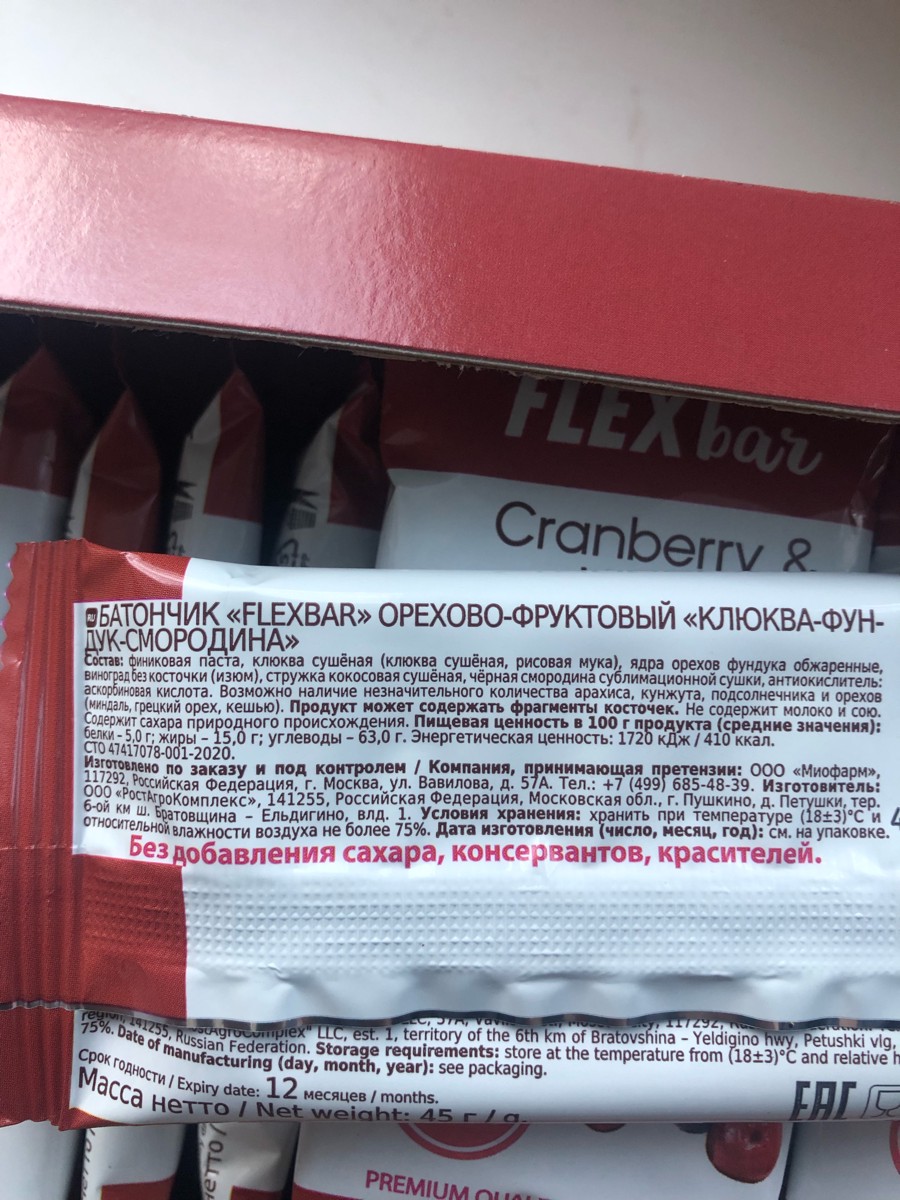 FLEX bar
Cranberry &
RU БАТОНЧИК «FLEXBAR» ОРЕХОВО-ФРУКТОВЫЙ «КЛЮКВА-ФУН-
ДУК-СМОРОДИНА»
Состав: финиковая паста, клюква сушёная (клюква сушёная, рисовая мука), ядра орехов фундука обжаренные,
виноград без косточки (изюм), стружка кокосовая сушёная, чёрная смородина сублимационной сушки, антиокислитель:
аскорбиновая кислота. Возможно наличие незначительного количества арахиса, кунжута, подсолнечника и орехов
(миндаль, грецкий орех, кешью). Продукт может содержать фрагменты косточек. Не содержит молоко и сою.
Содержит сахара природного происхождения. Пищевая ценность в 100 г продукта (средние значения):
белки – 5,0 г; жиры – 15,0 г; углеводы – 63,0 г. Энергетическая ценность: 1720 кДж / 410 ккал.
СТО 47417078-001-2020.
Изготовлено по заказу и под контролем / Компания, принимающая претензии: ООО «Миофарм»,
117292, Российская Федерация, г. Москва, ул. Вавилова, д. 57А. Тел.: +7 (499) 685-48-39. Изготовитель:
ООО «РостАгроКомплекс», 141255, Российская Федерация, Московская обл., г. Пушкино, д. Петушки, тер.
6-ой км ш. Братовщина – Ельдигино, влд. 1. Условия хранения: хранить при температуре (18±3)°С и
относительной влажности воздуха не более 75%. Дата изготовления (число, месяц, год): см. на упаковке.
Без добавления сахара, консервантов, красителей.
region, 141255, "RosAgroComplex" LLC, est. 1, territory of the 6th km of Bratovshina – Yeldigino hwy, Petushki vlg,
Russian Federation. Storage requirements: store at the temperature from (18±3)°C and relative
75%. Date of manufacturing (day, month, year): see packaging.
Срок годности / Expiry date: 12 месяцев / months.
Масса нетто / Net weight: 45 г / g.
EAC
PREMIUM